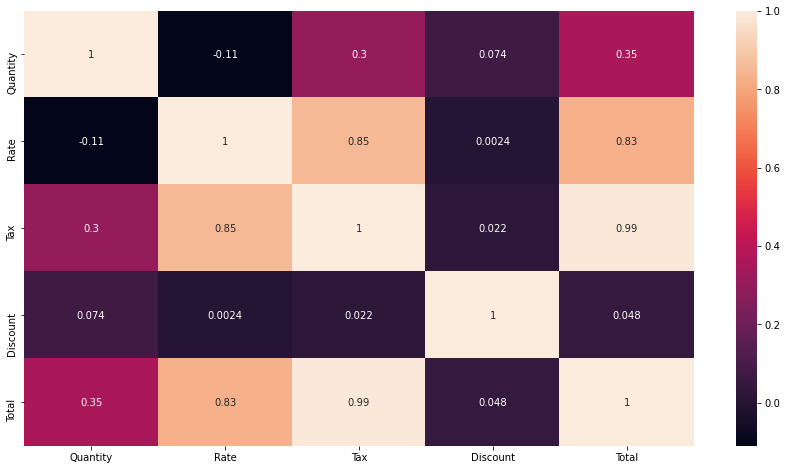 Quantity 1 -0.11 0.3 0.074 0.35
Rate -0.11 1 0.85 0.0024 0.83
Tax 0.3 0.85 1 0.022 0.99
Discount 0.074 0.0024 0.022 1 0.048
Total 0.35 0.83 0.99 0.048 1
Quantity Rate Tax Discount Total
1.0
0.8
0.6
0.4
0.2
0.0